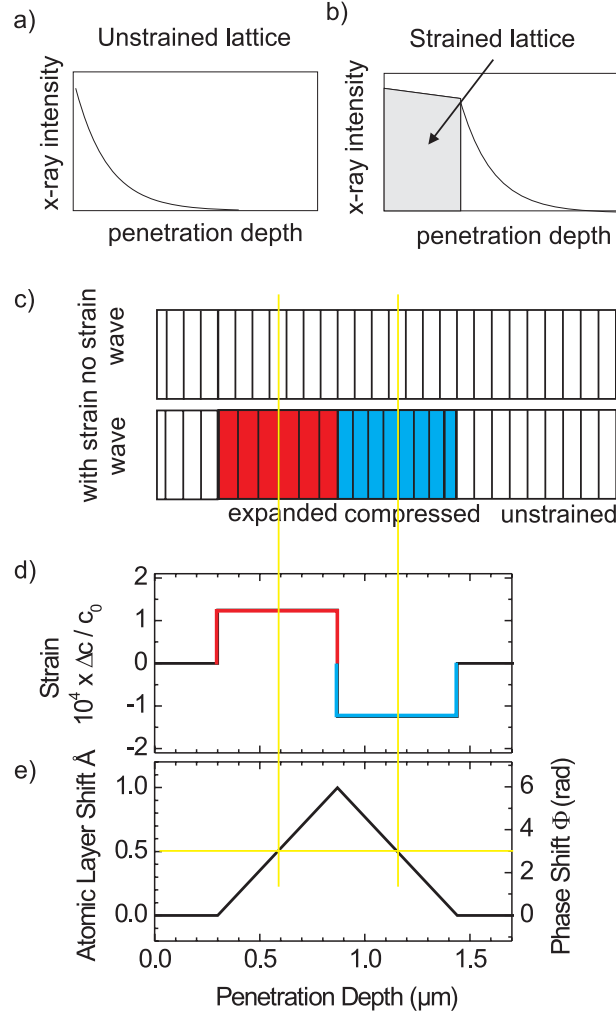 a)
Unstrained lattice
x-ray intensity
penetration depth
b)
Strained lattice
x-ray intensity
penetration depth
c)
no strain
wave
with strain
wave
expanded
compressed
unstrained
d)
Strain
10⁴ x Δc / c₀
2
1
0
-1
-2
e)
Atomic Layer Shift Å
1.0
0.5
0.0
6
4
2
0
Phase Shift Φ (rad)
0.0
0.5
1.0
1.5
Penetration Depth (μm)